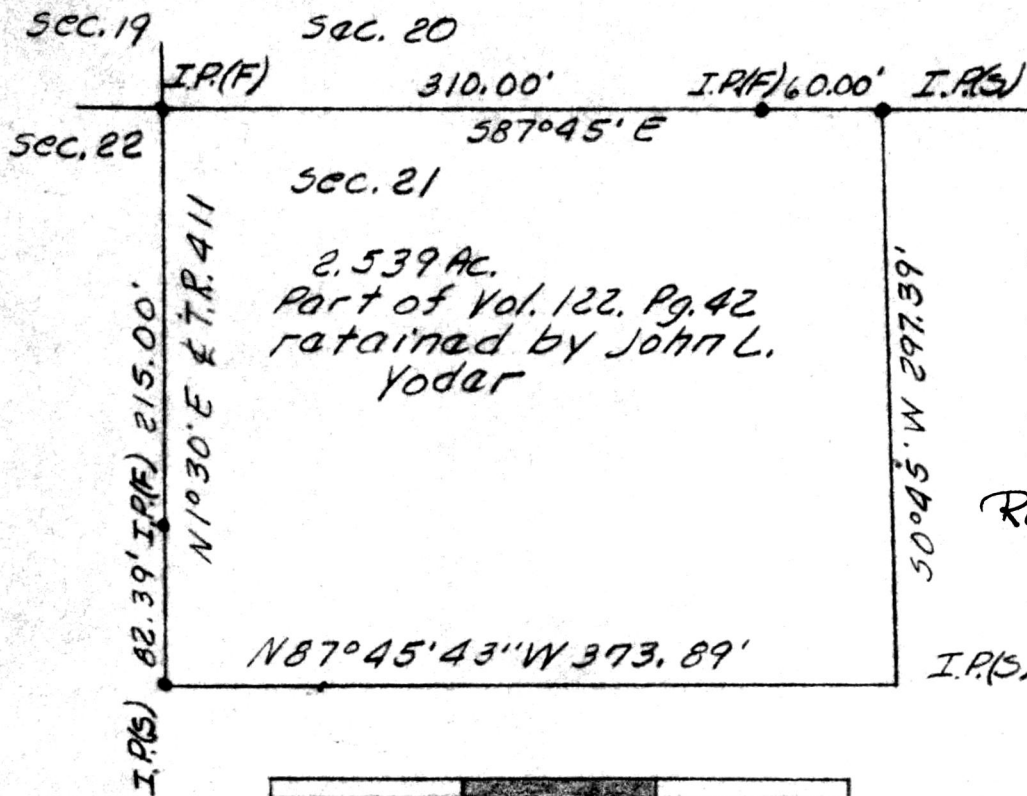 Sec. 19
Sec. 20
I.P.(F)
310.00'
I.P.(F)
60.00'
I.P.(S)
S87°45'E
Sec. 22
Sec. 21
2.539 Ac.
Part of Vol. 122. Pg. 42
retained by John L.
Yoder
N1°30'E ℄ T.R. 411
215.00'
I.P.(F)
82.39'
I.P.(S)
S0°45'W 297.39'
N87°45'43"W 373.89'
I.P.(S.